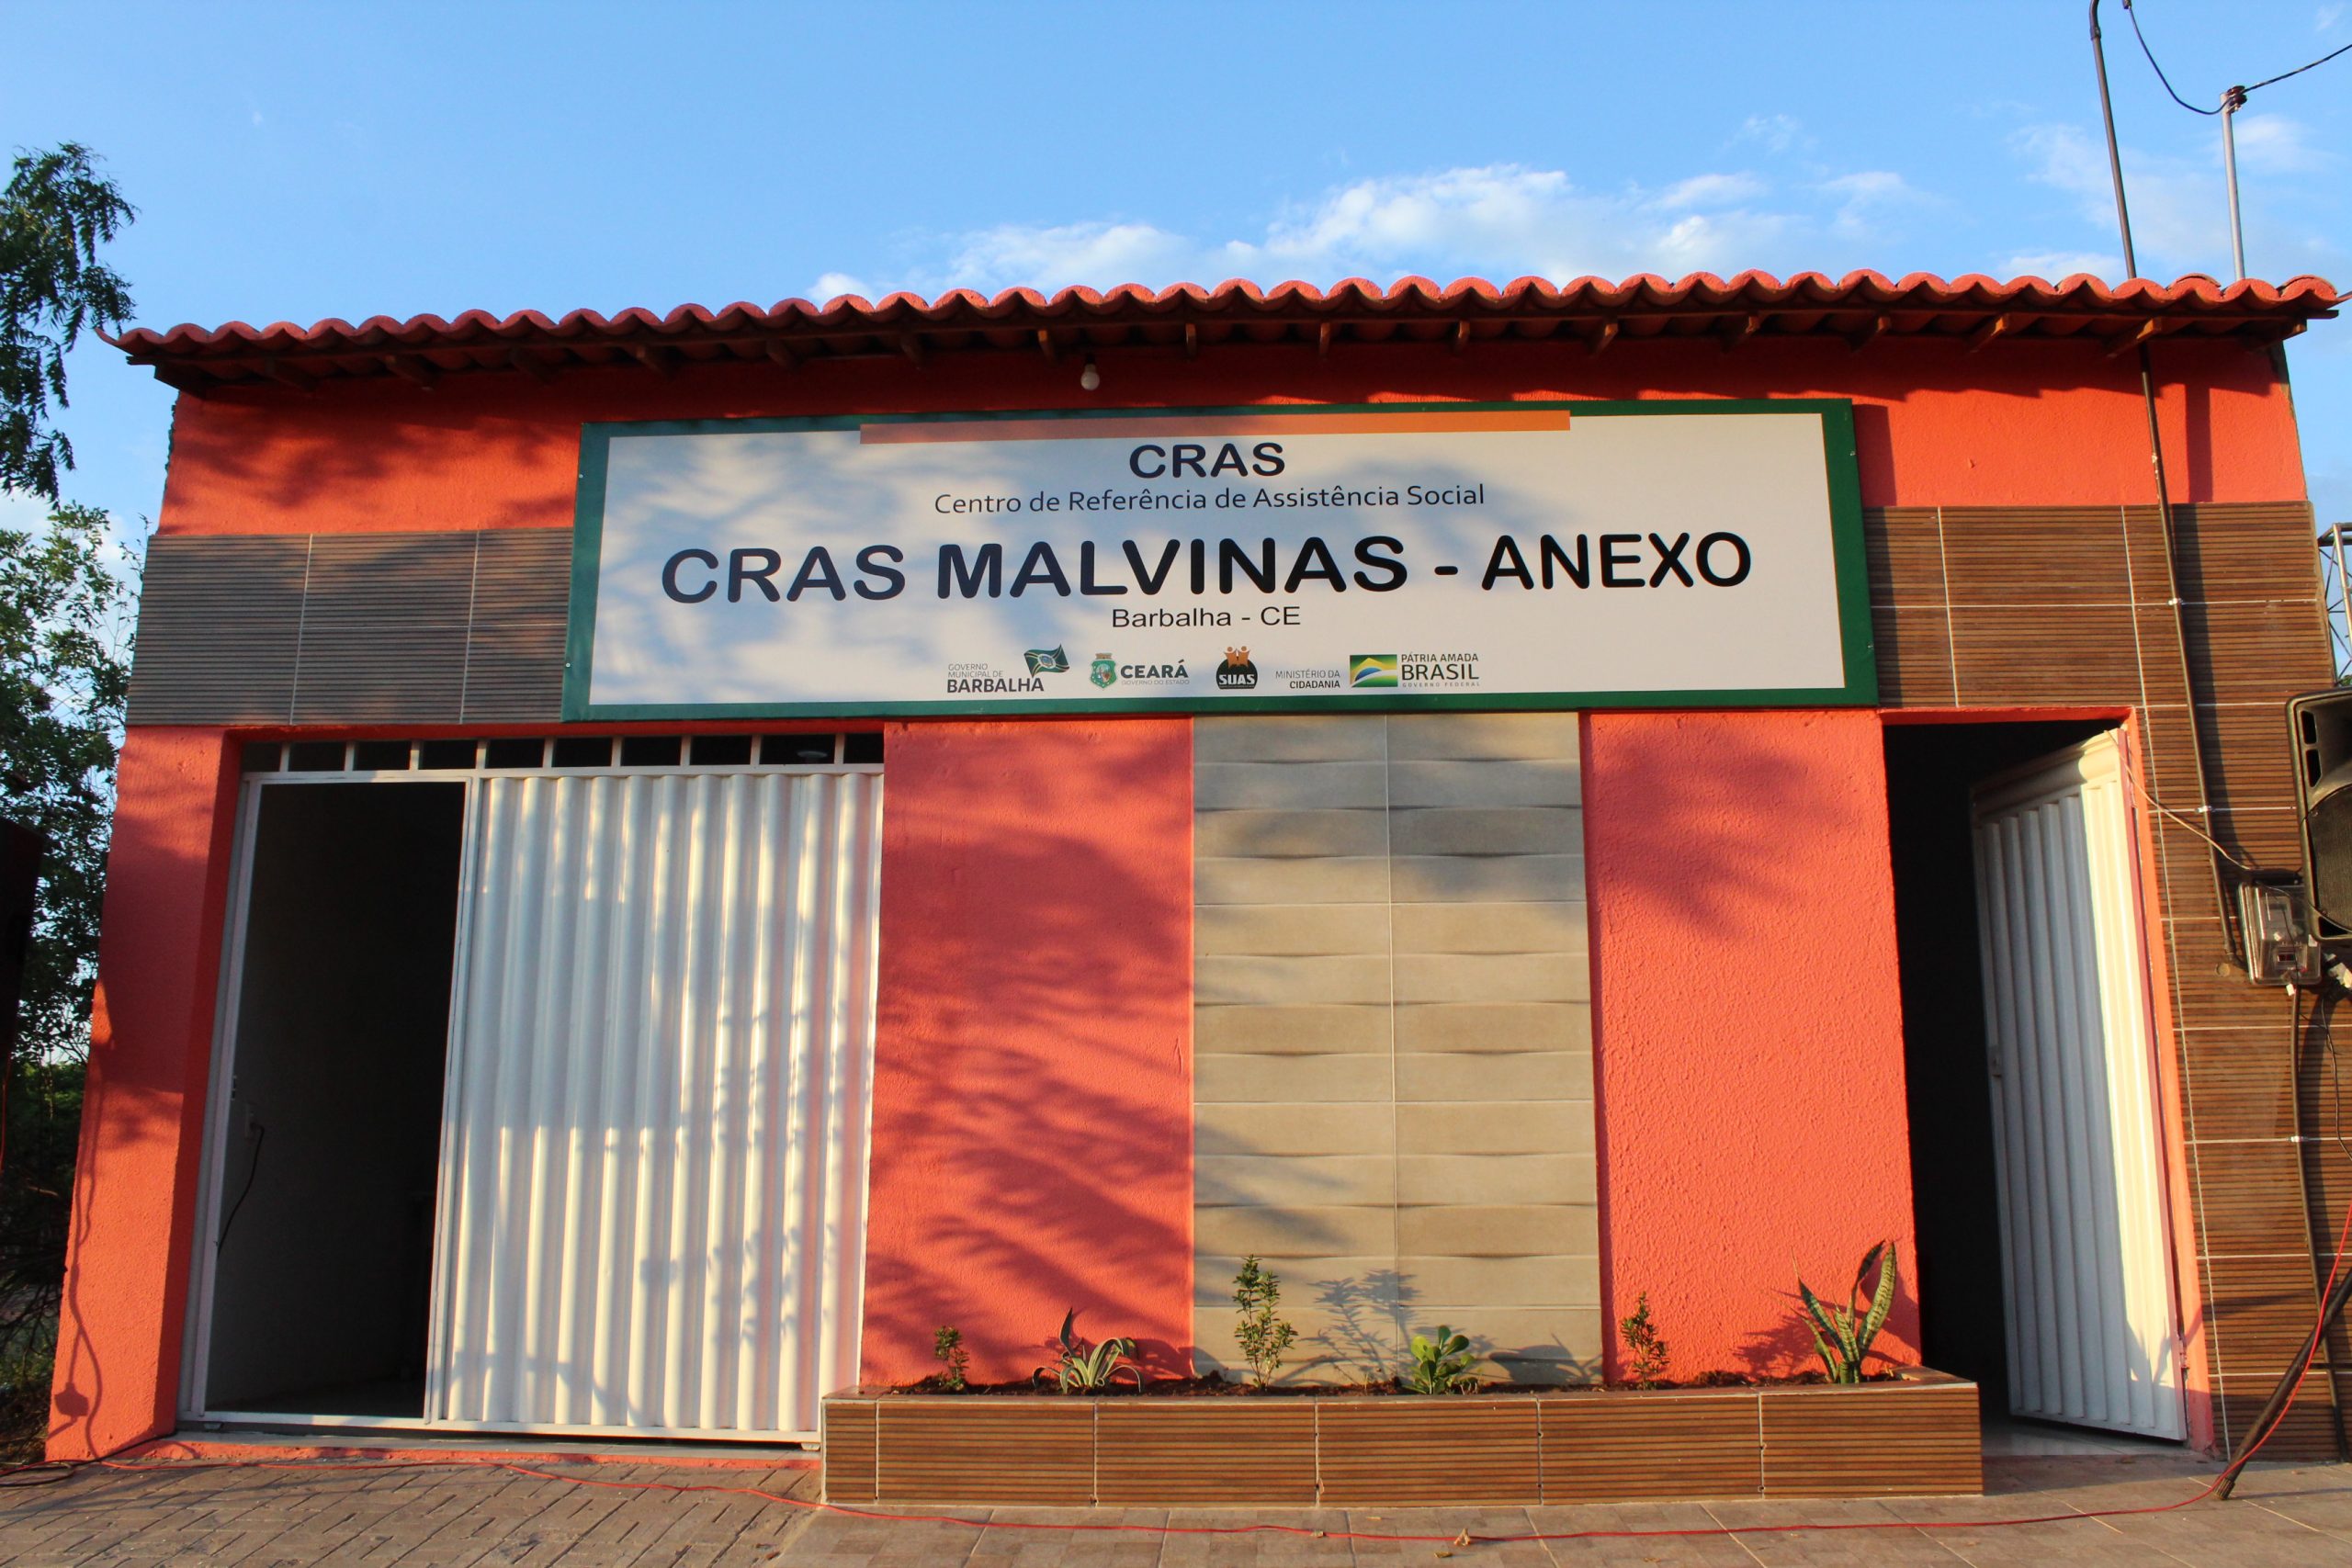 CRAS
Centro de Referência de Assistência Social
CRAS MALVINAS - ANEXO
Barbalha - CE
GOVERNO
MUNICIPAL DE
BARBALHA
CEARÁ
GOVERNO DO ESTADO
SUAS
MINISTÉRIO DA
CIDADANIA
PÁTRIA AMADA
BRASIL
GOVERNO FEDERAL